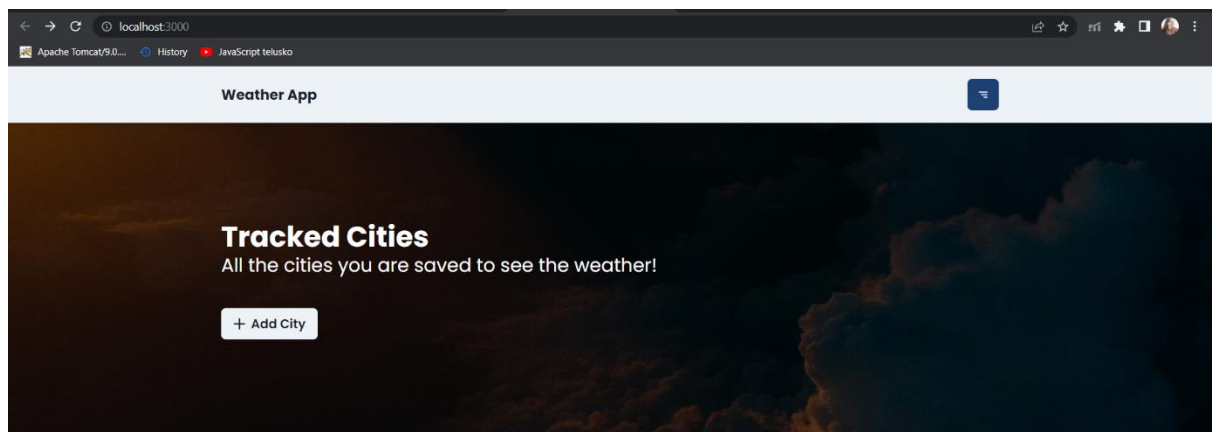 localhost:3000
Apache Tomcat/9.0.... History JavaScript telusko
Weather App
Tracked Cities
All the cities you are saved to see the weather!
+ Add City